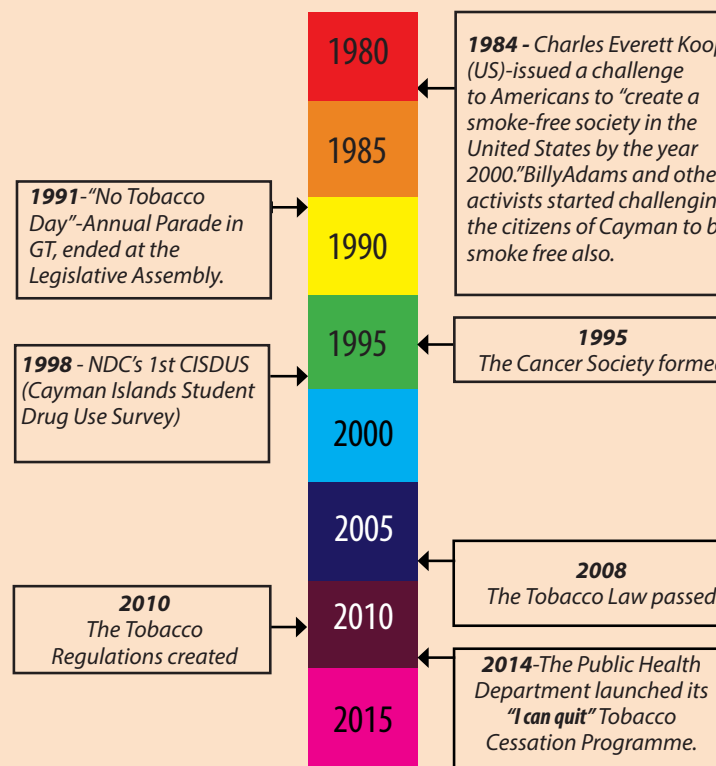 1980
1984 - Charles Everett Koop
(US)-issued a challenge
to Americans to “create a
smoke-free society in the
United States by the year
2000.”BillyAdams and othe
activists started challengin
the citizens of Cayman to b
smoke free also.
1985
1991-“No Tobacco
Day”-Annual Parade in
GT, ended at the
Legislative Assembly.
1990
1995
1995
The Cancer Society formed
1998 - NDC’s 1st CISDUS
(Cayman Islands Student
Drug Use Survey)
2000
2005
2008
The Tobacco Law passed
2010
The Tobacco
Regulations created
2010
2014-The Public Health
Department launched its
“I can quit” Tobacco
Cessation Programme.
2015